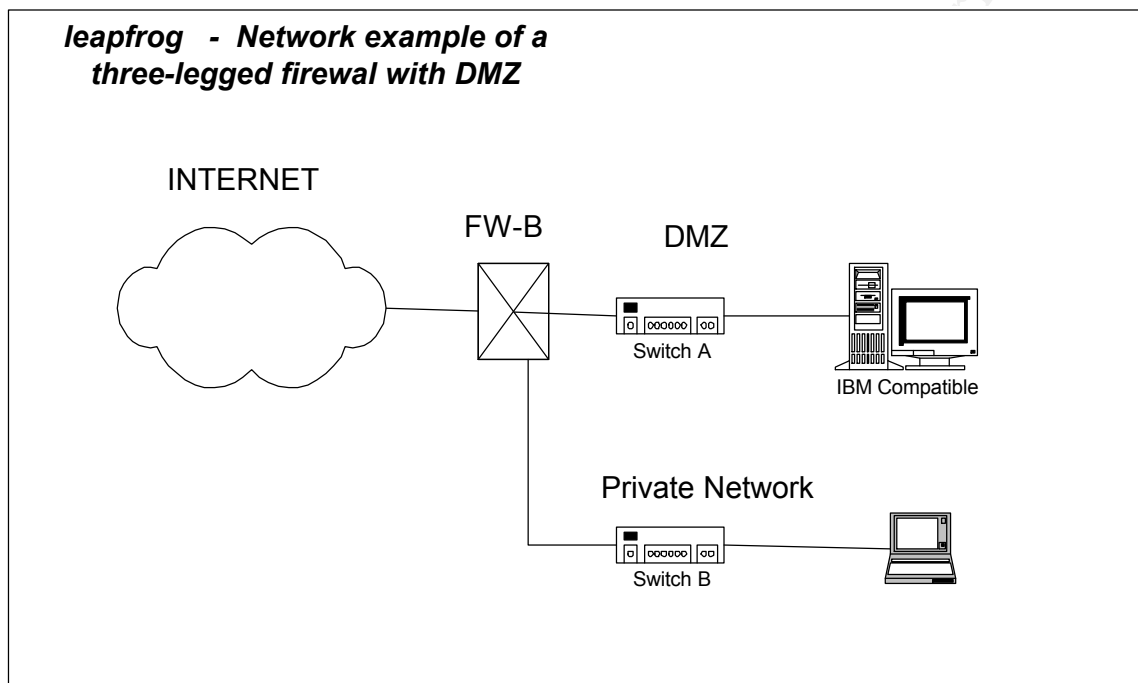 leapfrog - Network example of a
three-legged firewal with DMZ
INTERNET
FW-B
DMZ
Switch A
IBM Compatible
Private Network
Switch B